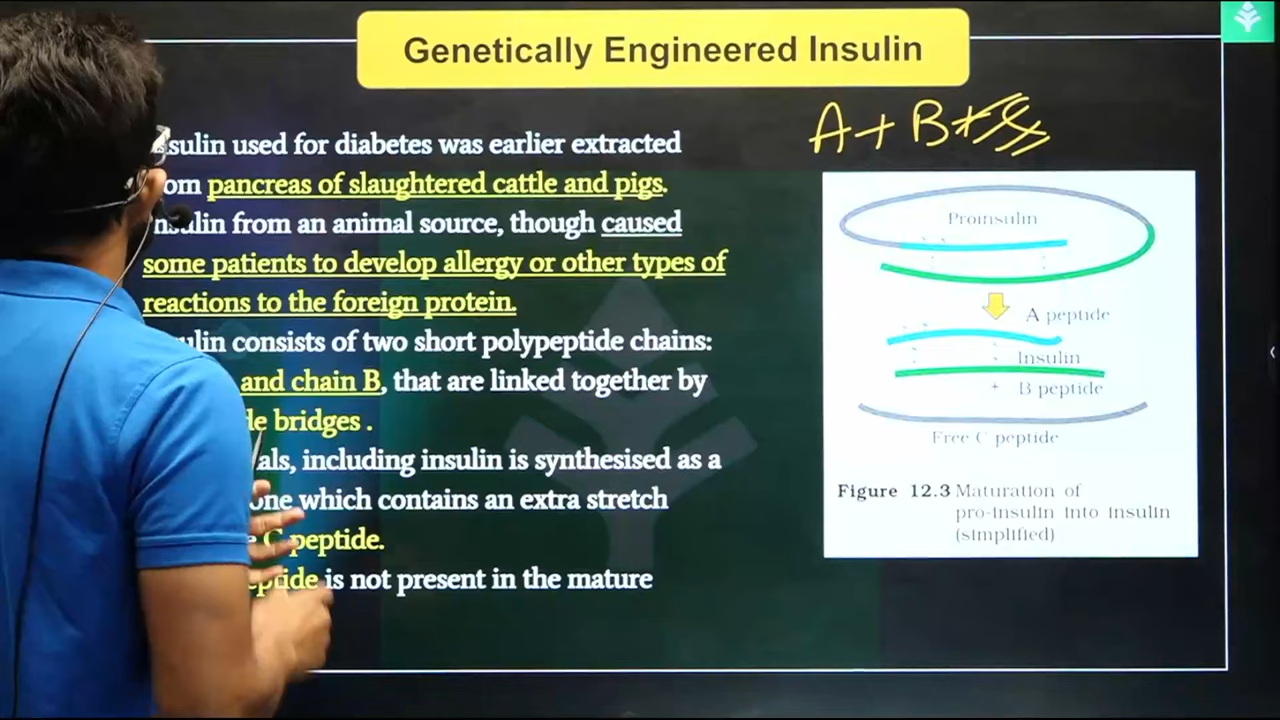 Genetically Engineered Insulin
A + B + C
sulin used for diabetes was earlier extracted
om pancreas of slaughtered cattle and pigs.
nsulin from an animal source, though caused
some patients to develop allergy or other types of
reactions to the foreign protein.
ulin consists of two short polypeptide chains:
and chain B, that are linked together by
de bridges .
als, including insulin is synthesised as a
one which contains an extra stretch
C peptide.
eptide is not present in the mature
Proinsulin
A peptide
Insulin
+ B peptide
Free C peptide
Figure 12.3 Maturation of
pro-insulin into insulin
(simplified)